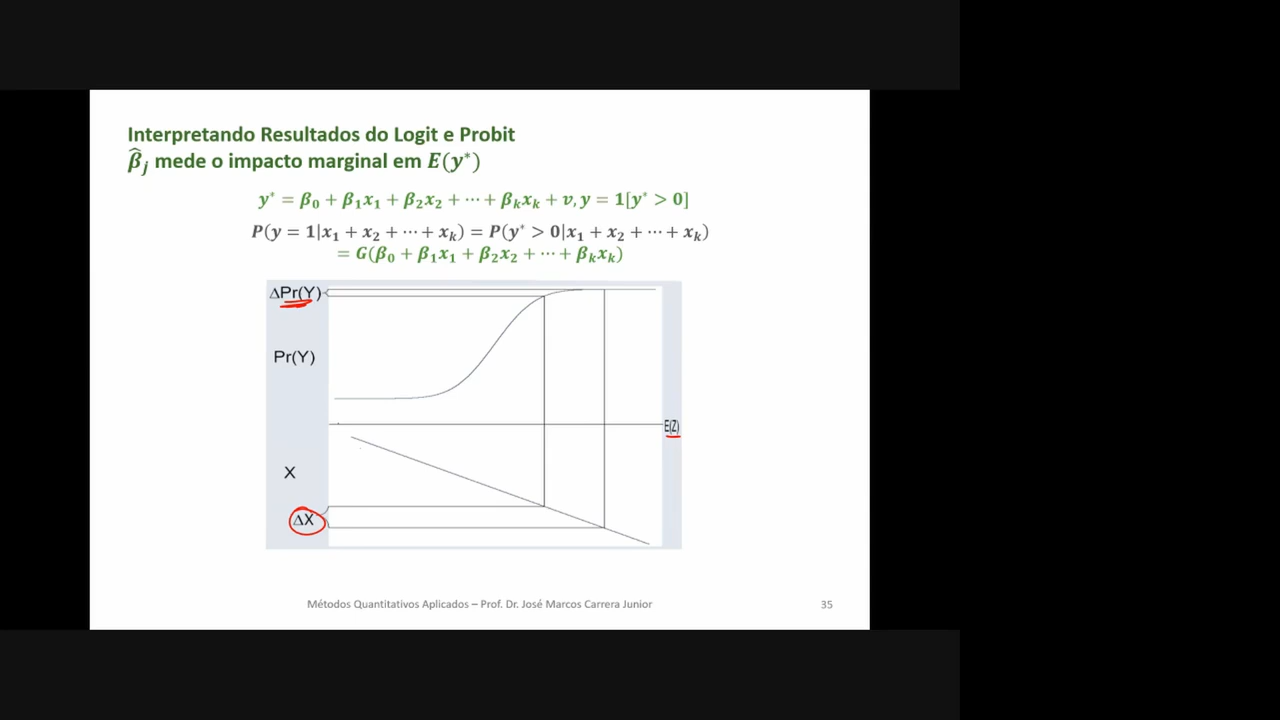 Interpretando Resultados do Logit e Probit
β̂ⱼ mede o impacto marginal em E(y*)
y* = β₀ + β₁x₁ + β₂x₂ + ⋯ + βₖxₖ + v, y = 1[y* > 0]
P(y = 1|x₁ + x₂ + ⋯ + xₖ) = P(y* > 0|x₁ + x₂ + ⋯ + xₖ)
= G(β₀ + β₁x₁ + β₂x₂ + ⋯ + βₖxₖ)
ΔPr(Y)
Pr(Y)
E(Z)
X
ΔX
Métodos Quantitativos Aplicados – Prof. Dr. José Marcos Carrera Junior
35